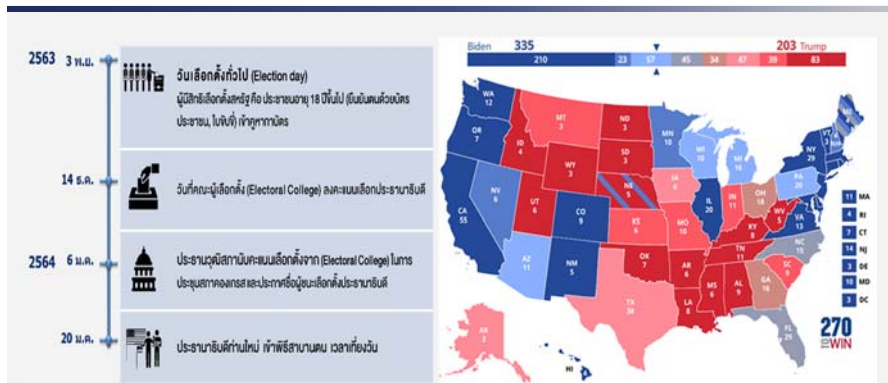 2563
3 พ.ย.
วันเลือกตั้งทั่วไป (Election day)
ผู้มีสิทธิเลือกตั้งสหรัฐ คือ ประชาชนอายุ 18 ปีขึ้นไป (ยืนยันตนด้วยบัตร
ประชาชน, ใบขับขี่) เข้าคูหากาบัตร
14 ธ.ค.
วันที่คณะผู้เลือกตั้ง (Electoral College) ลงคะแนนเลือกประธานาธิบดี
2564
6 ม.ค.
ประธานวุฒิสภานับคะแนนเลือกตั้งจาก (Electoral College) ในการ
ประชุมสภาคองเกรส และประกาศชื่อผู้ชนะเลือกตั้งประธานาธิบดี
20 ม.ค.
ประธานาธิบดีท่านใหม่ เข้าพิธีสาบานตน เวลาเที่ยงวัน
Biden 335
203 Trump
210 23 57 45 34 47 39 83
WA
12
OR
7
CA
55
NV
6
ID
4
MT
3
WY
3
UT
6
AZ
11
CO
9
NM
5
ND
3
SD
3
NE
5
KS
6
OK
7
TX
38
MN
10
IA
6
MO
10
AR
6
LA
8
WI
10
IL
20
MI
16
IN
11
OH
18
KY
8
TN
11
MS
6
AL
9
GA
16
FL
29
SC
9
NC
15
VA
13
WV
5
PA
20
NY
29
VT
3
NH
ME
AK
3
HI
4
11 MA
4 RI
7 CT
14 NJ
3 DE
10 MD
3 DC
270
TO WIN